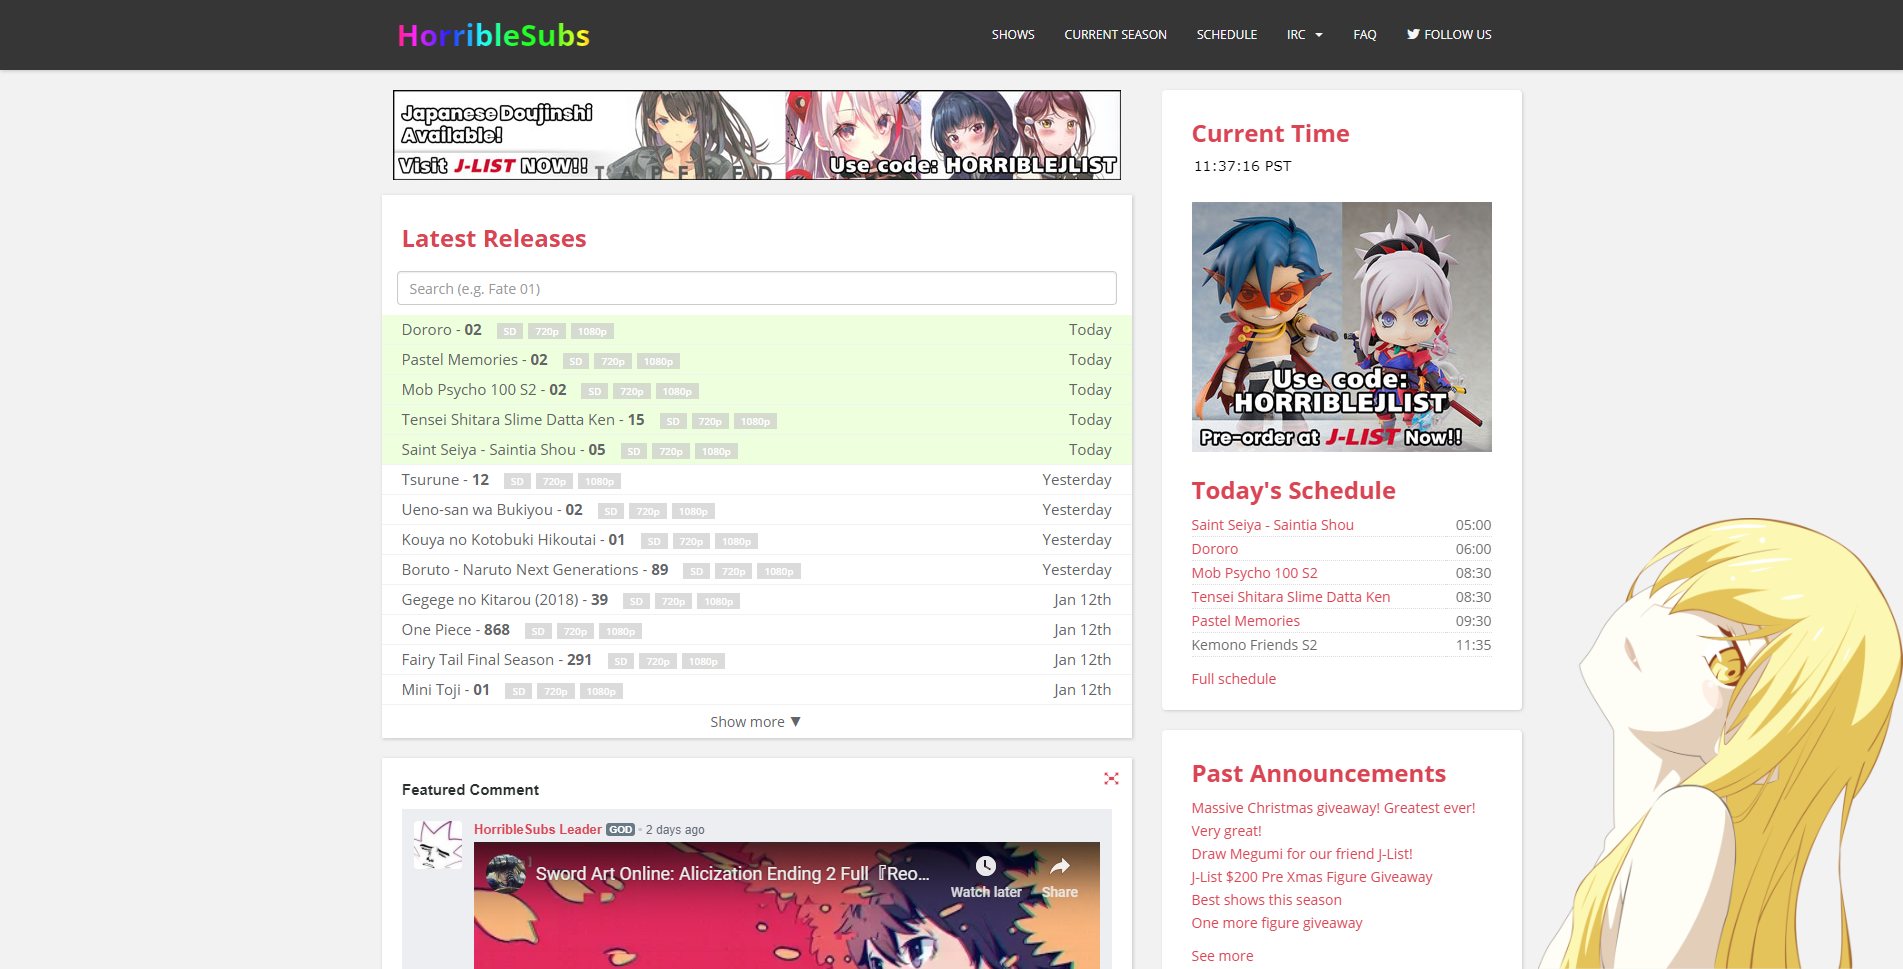 HorribleSubs
SHOWS CURRENT SEASON SCHEDULE IRC FAQ FOLLOW US
Japanese Doujinshi
Available!
Visit J-LIST NOW!!
TAPERED
Use code: HORRIBLEJLIST
Latest Releases
Search (e.g. Fate 01)
Dororo - 02 SD 720p 1080p Today
Pastel Memories - 02 SD 720p 1080p Today
Mob Psycho 100 S2 - 02 SD 720p 1080p Today
Tensei Shitara Slime Datta Ken - 15 SD 720p 1080p Today
Saint Seiya - Saintia Shou - 05 SD 720p 1080p Today
Tsurune - 12 SD 720p 1080p Yesterday
Ueno-san wa Bukiyou - 02 SD 720p 1080p Yesterday
Kouya no Kotobuki Hikoutai - 01 SD 720p 1080p Yesterday
Boruto - Naruto Next Generations - 89 SD 720p 1080p Yesterday
Gegege no Kitarou (2018) - 39 SD 720p 1080p Jan 12th
One Piece - 868 SD 720p 1080p Jan 12th
Fairy Tail Final Season - 291 SD 720p 1080p Jan 12th
Mini Toji - 01 SD 720p 1080p Jan 12th
Show more ▼
Featured Comment
HorribleSubs Leader GOD • 2 days ago
Sword Art Online: Alicization Ending 2 Full『Reo...
Watch later Share
Current Time
11:37:16 PST
Use code:
HORRIBLEJLIST
Pre-order at J-LIST Now!!
Today's Schedule
Saint Seiya - Saintia Shou 05:00
Dororo 06:00
Mob Psycho 100 S2 08:30
Tensei Shitara Slime Datta Ken 08:30
Pastel Memories 09:30
Kemono Friends S2 11:35
Full schedule
Past Announcements
Massive Christmas giveaway! Greatest ever!
Very great!
Draw Megumi for our friend J-List!
J-List $200 Pre Xmas Figure Giveaway
Best shows this season
One more figure giveaway
See more